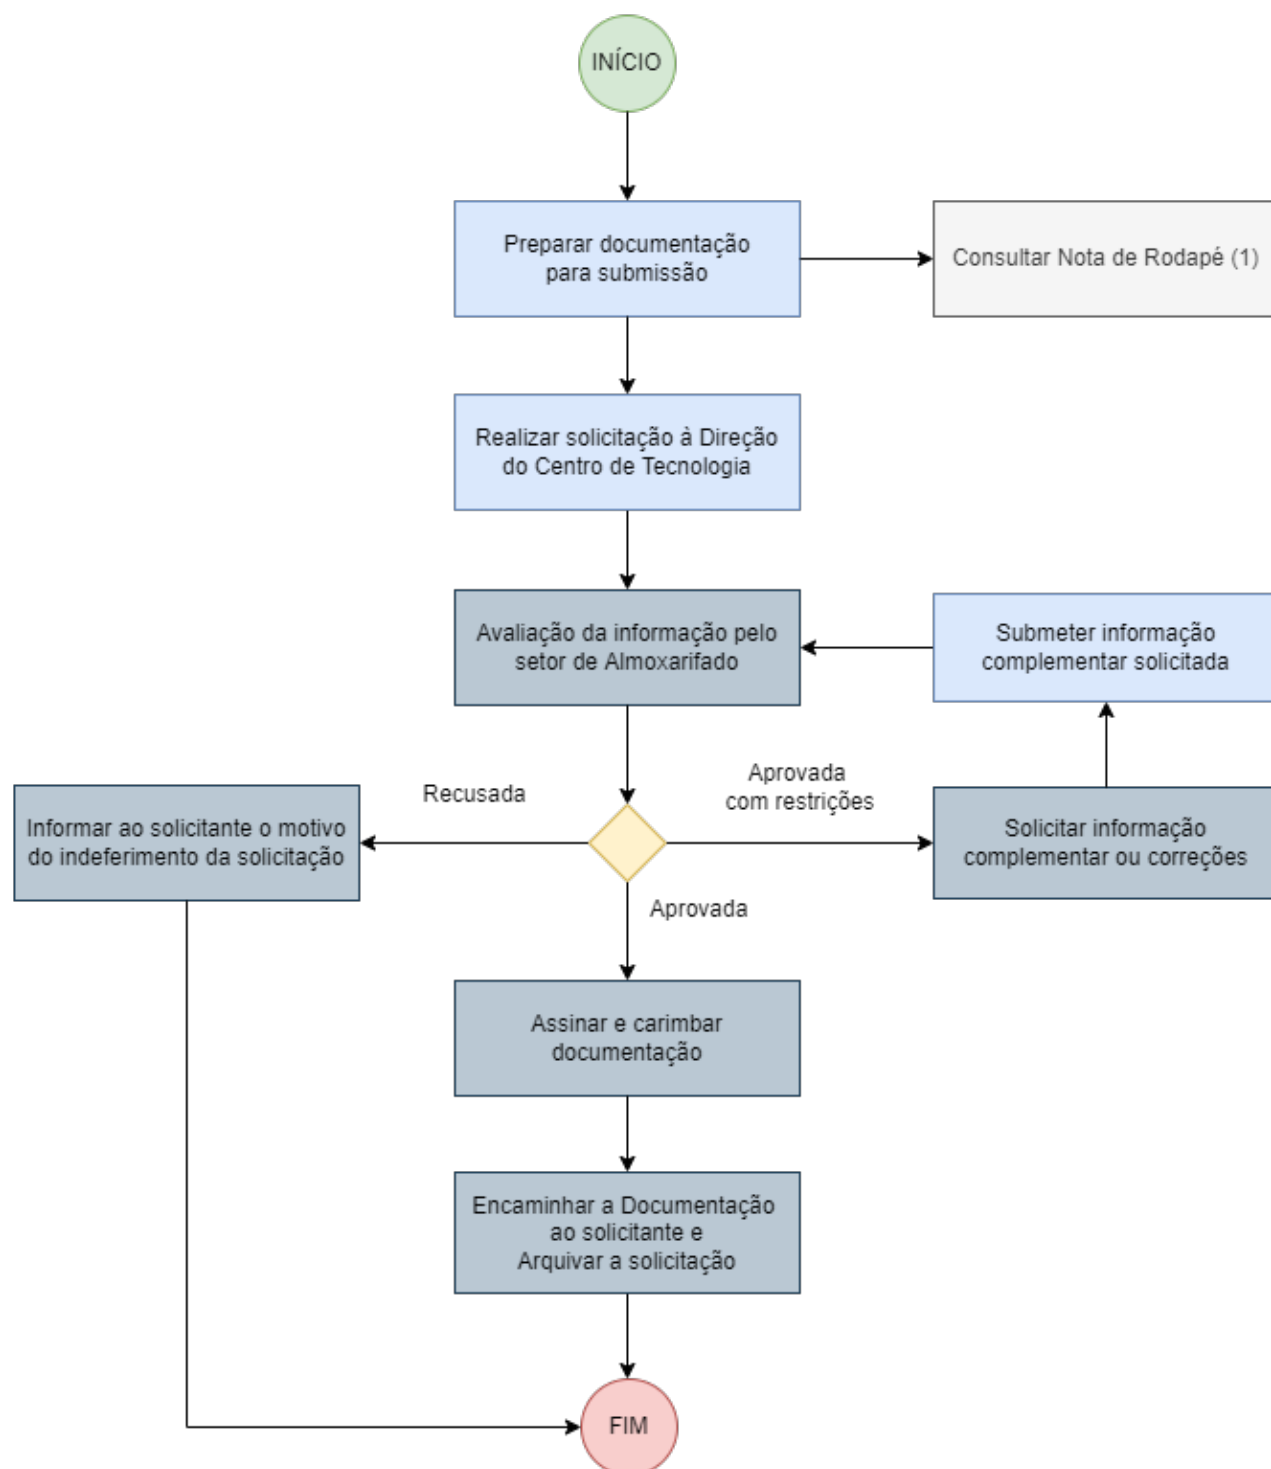 INÍCIO
Preparar documentação
para submissão
Consultar Nota de Rodapé (1)
Realizar solicitação à Direção
do Centro de Tecnologia
Avaliação da informação pelo
setor de Almoxarifado
Submeter informação
complementar solicitada
Recusada
Aprovada
com restrições
Informar ao solicitante o motivo
do indeferimento da solicitação
Solicitar informação
complementar ou correções
Aprovada
Assinar e carimbar
documentação
Encaminhar a Documentação
ao solicitante e
Arquivar a solicitação
FIM